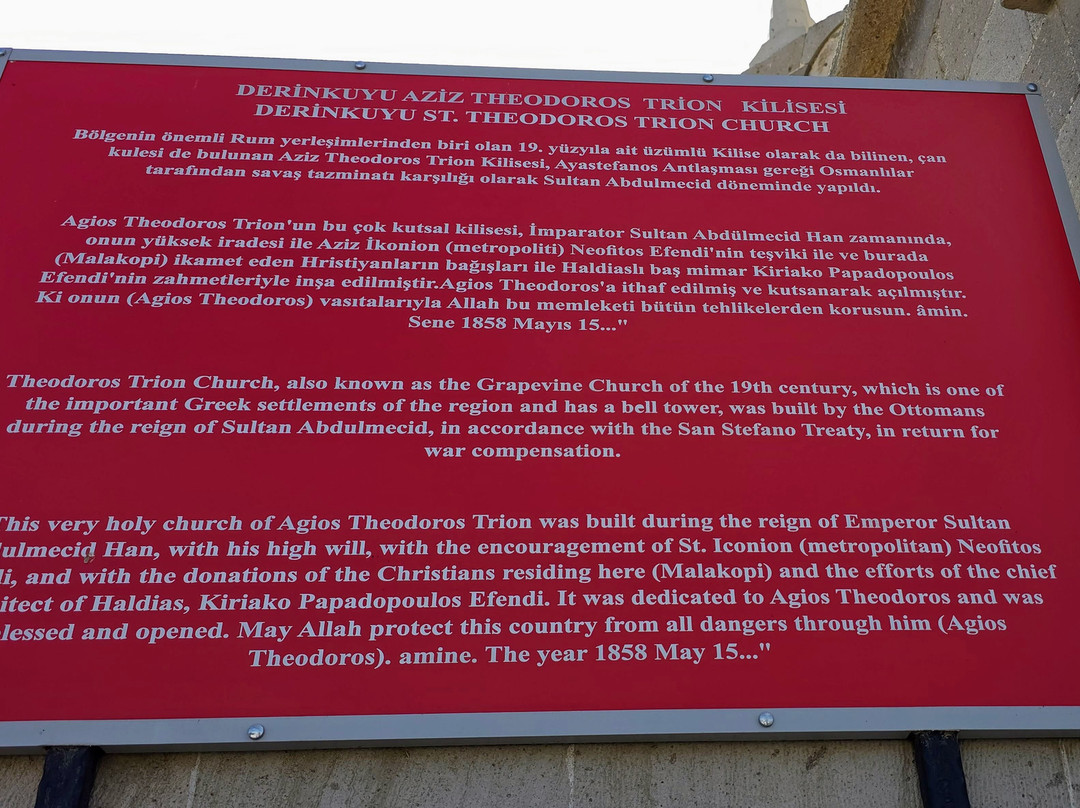 DERİNKUYU AZİZ THEODOROS TRİON KİLİSESİ
DERİNKUYU ST. THEODOROS TRİON CHURCH
Bölgenin önemli Rum yerleşimlerinden biri olan 19. yüzyıla ait üzümlü Kilise olarak da bilinen, çan
kulesi de bulunan Aziz Theodoros Trion Kilisesi, Ayastefanos Antlaşması gereği Osmanlılar
tarafından savaş tazminatı karşılığı olarak Sultan Abdulmecid döneminde yapıldı.
Agios Theodoros Trion'un bu çok kutsal kilisesi, İmparator Sultan Abdülmecid Han zamanında,
onun yüksek iradesi ile Aziz İkonion (metropoliti) Neofitos Efendi'nin teşviki ile ve burada
(Malakopi) ikamet eden Hristiyanların bağışları ile Haldiaslı baş mimar Kiriako Papadopoulos
Efendi'nin zahmetleriyle inşa edilmiştir.Agios Theodoros'a ithaf edilmiş ve kutsanarak açılmıştır.
Ki onun (Agios Theodoros) vasıtalarıyla Allah bu memleketi bütün tehlikelerden korusun. âmin.
Sene 1858 Mayıs 15..."
Theodoros Trion Church, also known as the Grapevine Church of the 19th century, which is one of
the important Greek settlements of the region and has a bell tower, was built by the Ottomans
during the reign of Sultan Abdulmecid, in accordance with the San Stefano Treaty, in return for
war compensation.
This very holy church of Agios Theodoros Trion was built during the reign of Emperor Sultan
ulmecid Han, with his high will, with the encouragement of St. Iconion (metropolitan) Neofitos
di, and with the donations of the Christians residing here (Malakopi) and the efforts of the chief
itect of Haldias, Kiriako Papadopoulos Efendi. It was dedicated to Agios Theodoros and was
lessed and opened. May Allah protect this country from all dangers through him (Agios
Theodoros). amine. The year 1858 May 15..."